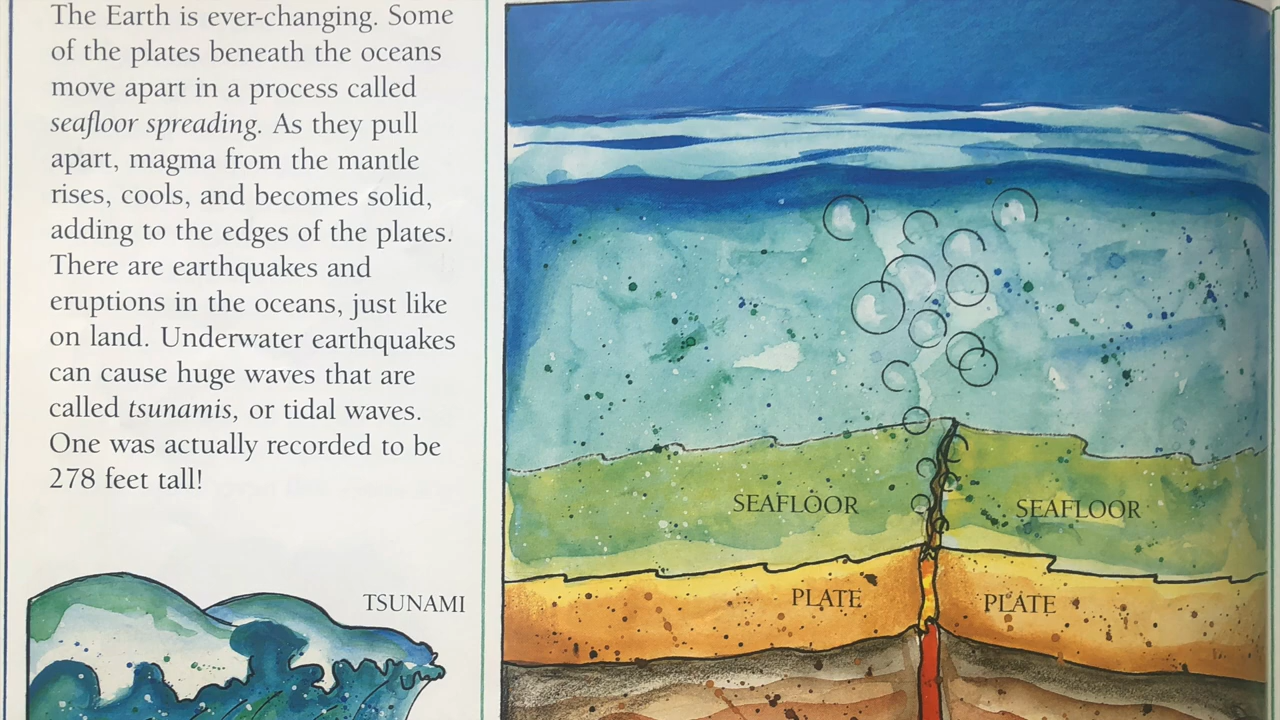 The Earth is ever-changing. Some
of the plates beneath the oceans
move apart in a process called
seafloor spreading. As they pull
apart, magma from the mantle
rises, cools, and becomes solid,
adding to the edges of the plates.
There are earthquakes and
eruptions in the oceans, just like
on land. Underwater earthquakes
can cause huge waves that are
called tsunamis, or tidal waves.
One was actually recorded to be
278 feet tall!
TSUNAMI
SEAFLOOR
SEAFLOOR
PLATE
PLATE